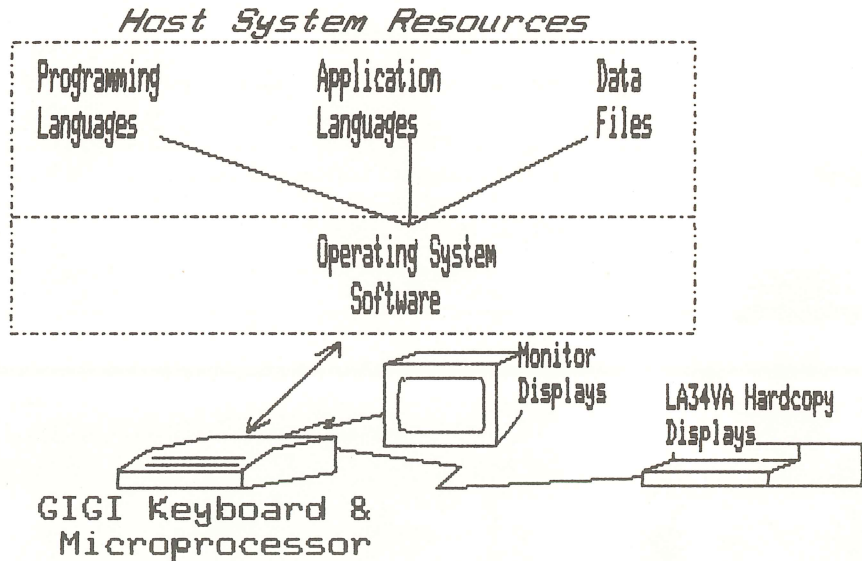 Host System Resources
Programming
Languages
Application
Languages
Data
Files
Operating System
Software
Monitor
Displays
LA34VA Hardcopy
Displays
GIGI Keyboard &
Microprocessor